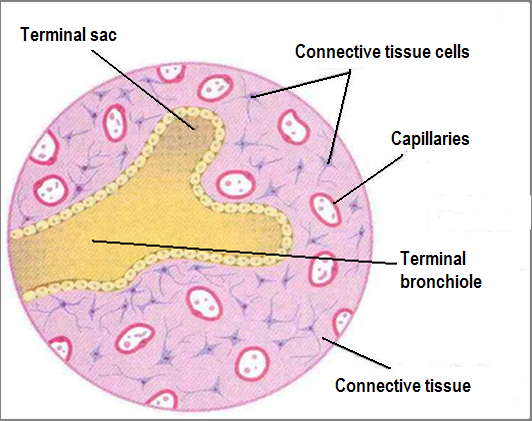 Terminal sac
Connective tissue cells
Capillaries
Terminal
bronchiole
Connective tissue